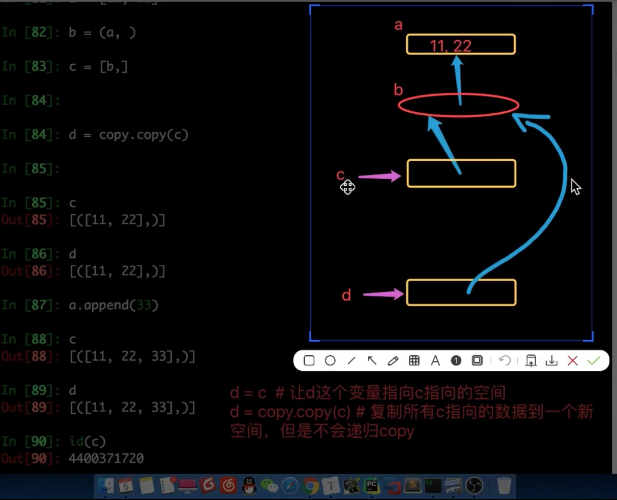 In [82]: b = (a, )
In [83]: c = [b,]
In [84]:
In [84]: d = copy.copy(c)
In [85]:
In [85]: c
Out[85]: [([11, 22],)]
In [86]: d
Out[86]: [([11, 22],)]
In [87]: a.append(33)
In [88]: c
Out[88]: [([11, 22, 33],)]
In [89]: d
Out[89]: [([11, 22, 33],)]
In [90]: id(c)
Out[90]: 4400371720
a
11, 22
b
c
d
A
1
d = c # 让d这个变量指向c指向的空间
d = copy.copy(c) # 复制所有c指向的数据到一个新
空间，但是不会递归copy